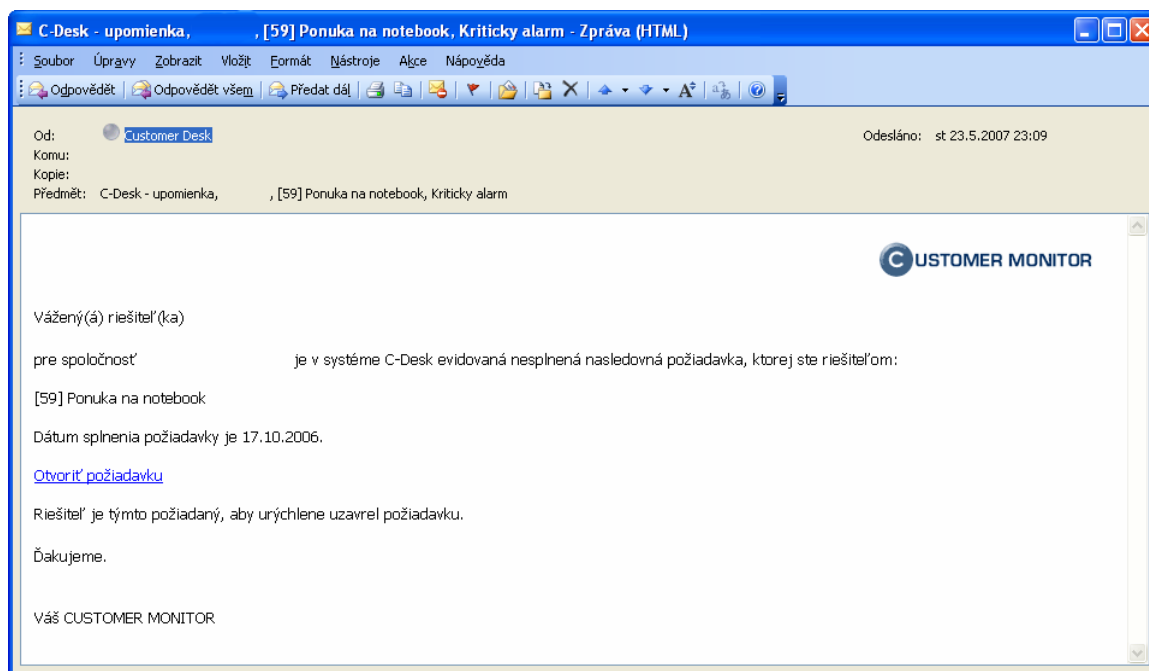 C-Desk - upomienka, , [59] Ponuka na notebook, Kriticky alarm - Zpráva (HTML)
Soubor Úpravy Zobrazit Vložit Formát Nástroje Akce Nápověda
Odpovědět Odpovědět všem Předat dál
Od: Customer Desk Odesláno: st 23.5.2007 23:09
Komu:
Kopie:
Předmět: C-Desk - upomienka, , [59] Ponuka na notebook, Kriticky alarm
CUSTOMER MONITOR
Vážený(á) riešiteľ(ka)
pre spoločnosť je v systéme C-Desk evidovaná nesplnená nasledovná požiadavka, ktorej ste riešiteľom:
[59] Ponuka na notebook
Dátum splnenia požiadavky je 17.10.2006.
Otvoriť požiadavku
Riešiteľ je týmto požiadaný, aby urýchlene uzavrel požiadavku.
Ďakujeme.
Váš CUSTOMER MONITOR